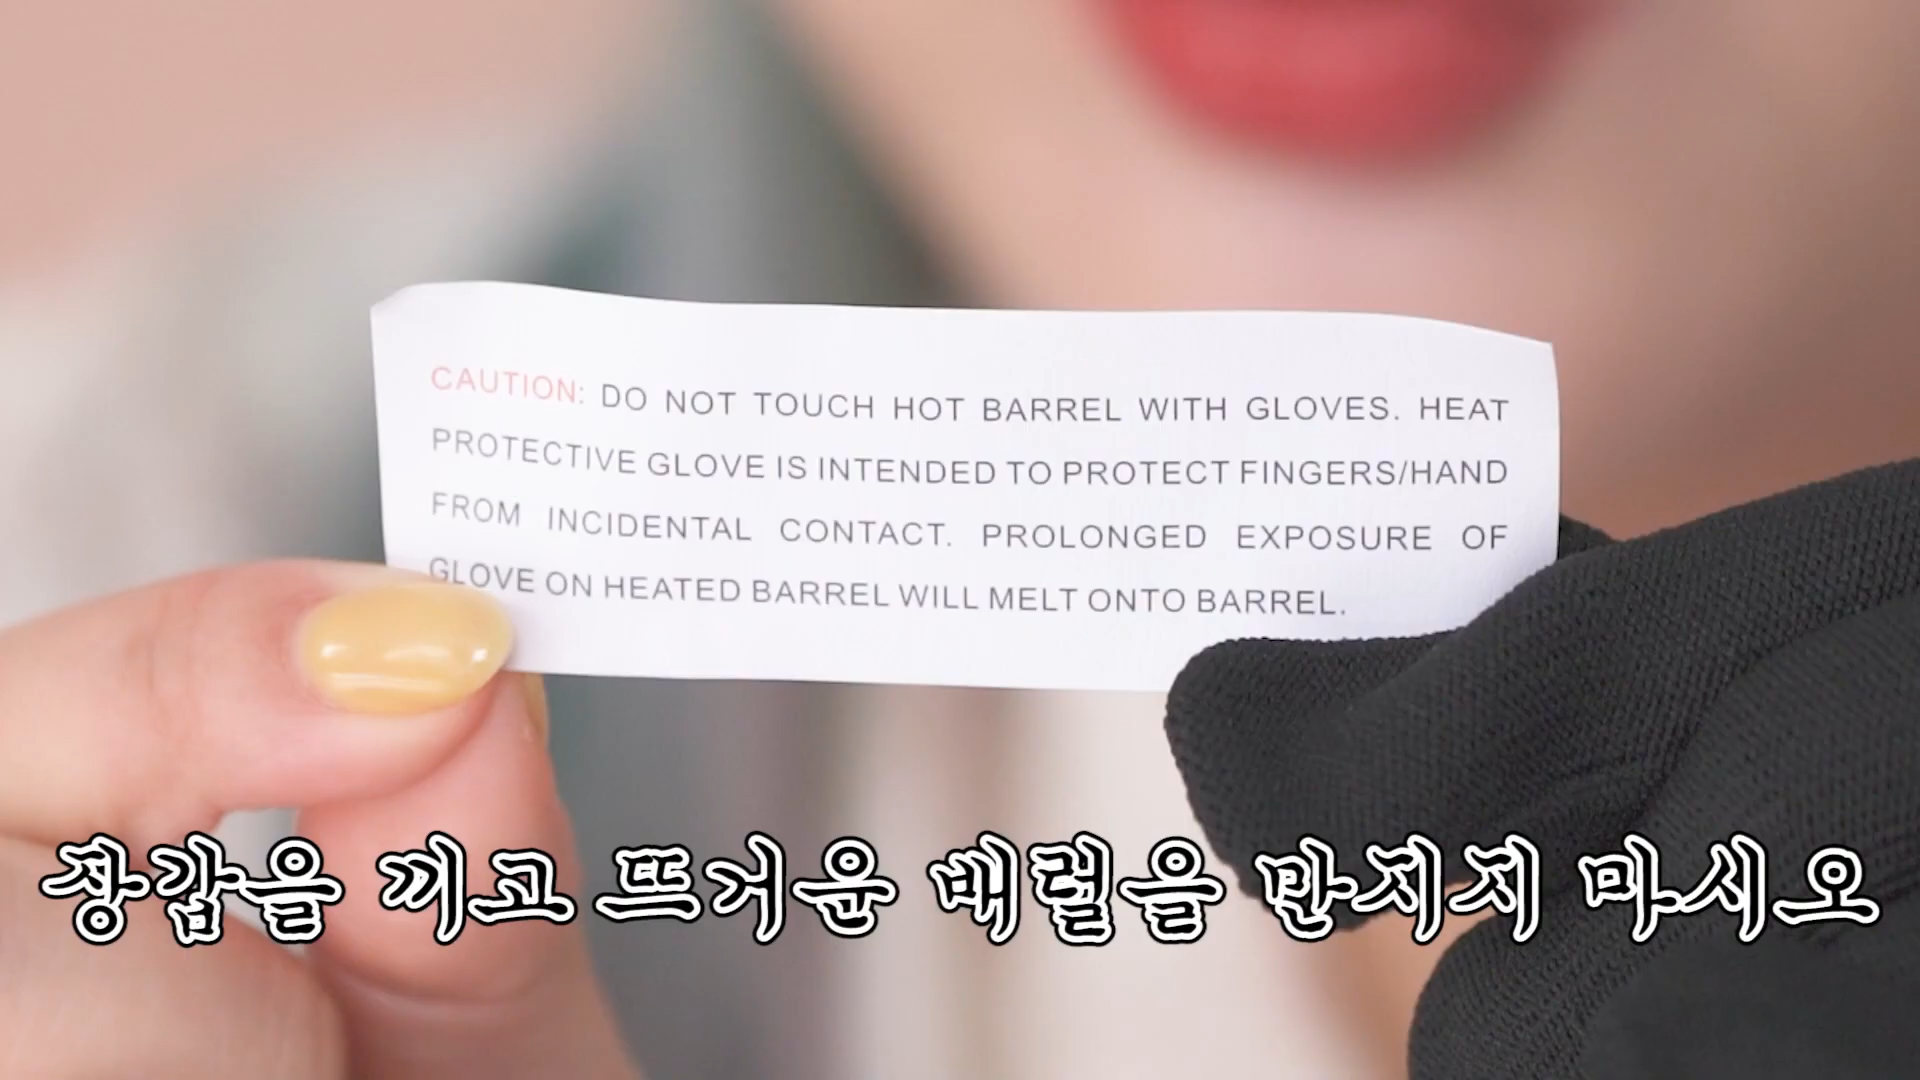 CAUTION: DO NOT TOUCH HOT BARREL WITH GLOVES. HEAT
PROTECTIVE GLOVE IS INTENDED TO PROTECT FINGERS/HAND
FROM INCIDENTAL CONTACT. PROLONGED EXPOSURE OF
GLOVE ON HEATED BARREL WILL MELT ONTO BARREL.
장갑을 끼고 뜨거운 배럴을 만지지 마시오